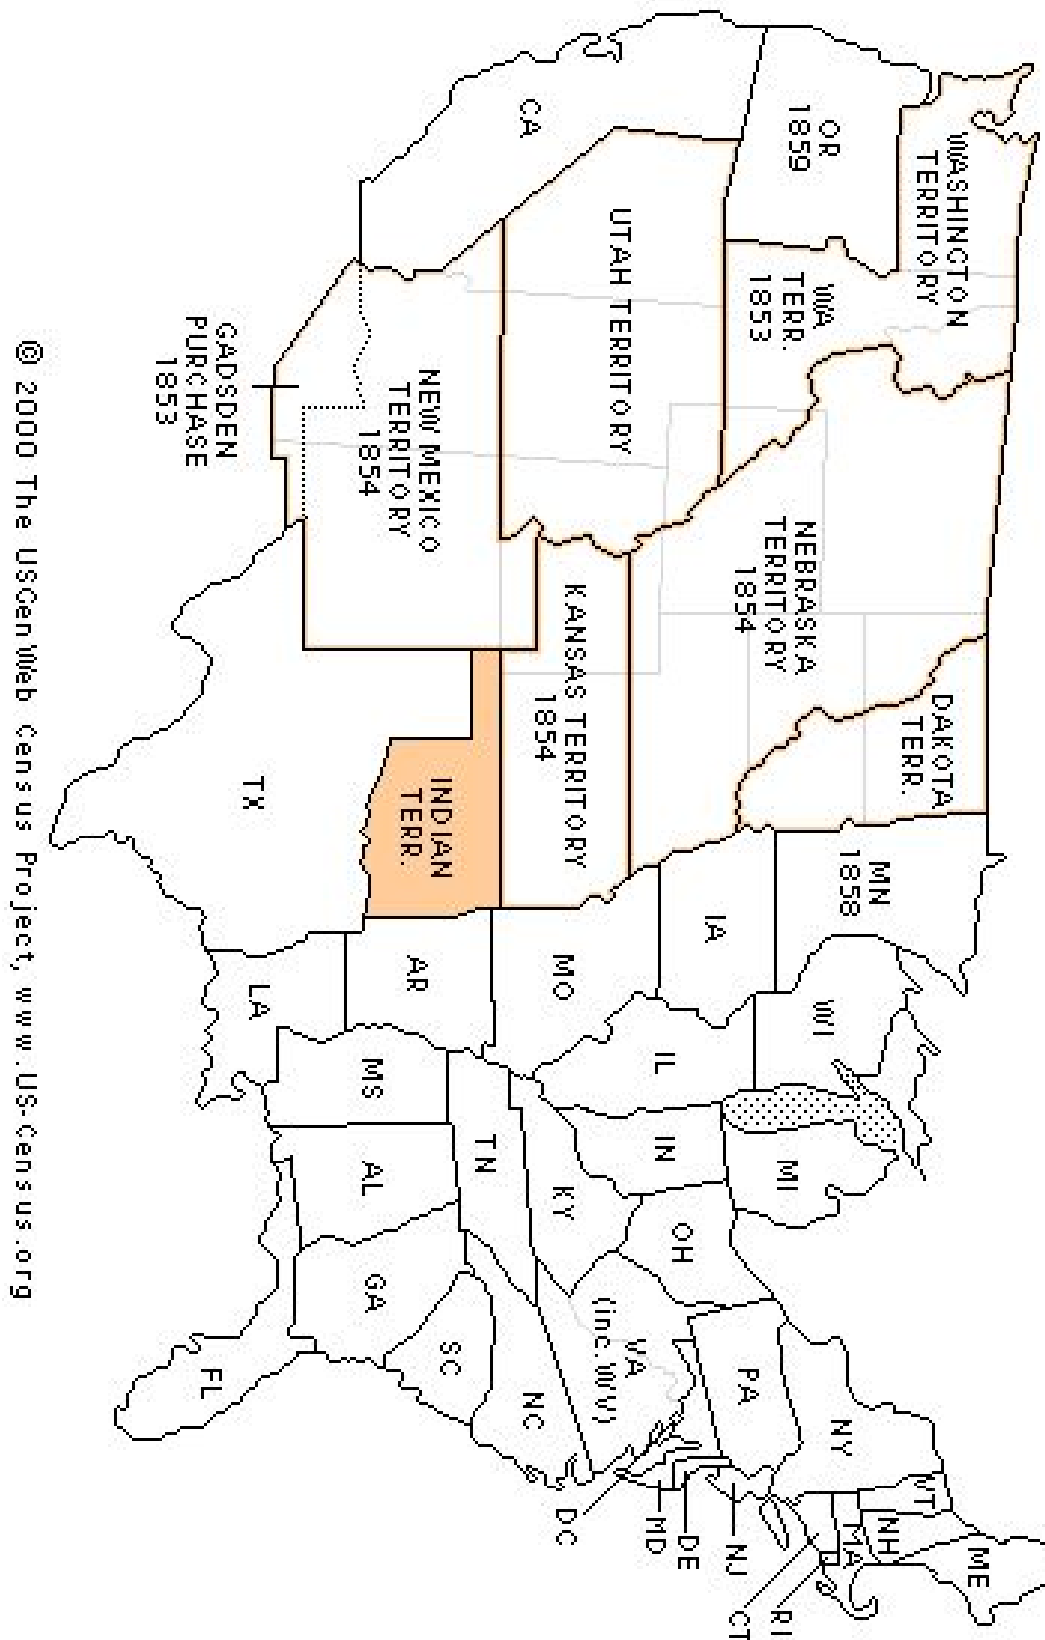 WASHINGTON
TERRITORY
OR
1859
WA
TERR.
1853
CA
UTAH TERRITORY
NEBRASKA
TERRITORY
1854
DAKOTA
TERR.
MN
1858
NEW MEXICO
TERRITORY
1854
GADSDEN
PURCHASE
1853
KANSAS TERRITORY
1854
INDIAN
TERR.
TX
IA
MO
AR
LA
WI
IL
MS
MI
IN
KY
TN
AL
OH
GA
FL
SC
NC
VA
(inc. WV)
PA
NY
VT
NH
MA
ME
RI
CT
NJ
DE
MD
DC
© 2000 The USGenWeb Census Project, www.US-Census.org